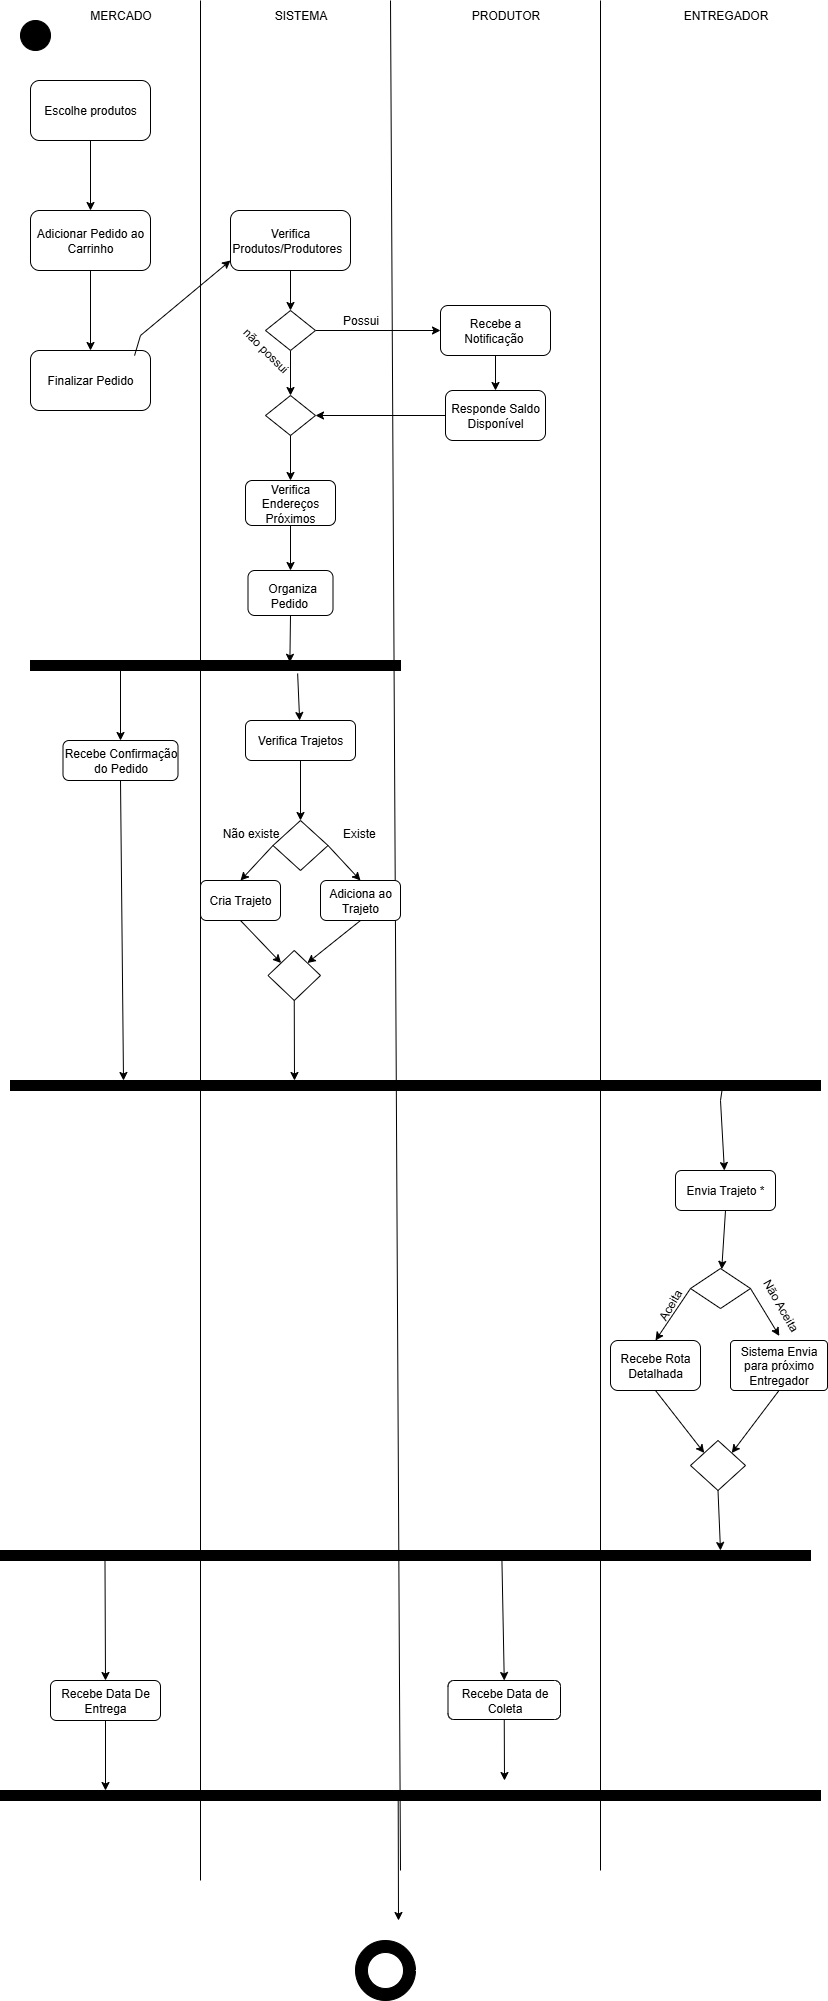 MERCADO
SISTEMA
PRODUTOR
ENTREGADOR
Escolhe produtos
Adicionar Pedido ao
Carrinho
Verifica
Produtos/Produtores
Possui
não possuí
Recebe a
Notificação
Finalizar Pedido
Responde Saldo
Disponível
Verifica
Endereços
Próximos
Organiza
Pedido
Recebe Confirmação
do Pedido
Verifica Trajetos
Não existe
Existe
Cria Trajeto
Adiciona ao
Trajeto
Envia Trajeto *
Aceita
Não Aceita
Recebe Rota
Detalhada
Sistema Envia
para próximo
Entregador
Recebe Data De
Entrega
Recebe Data de
Coleta